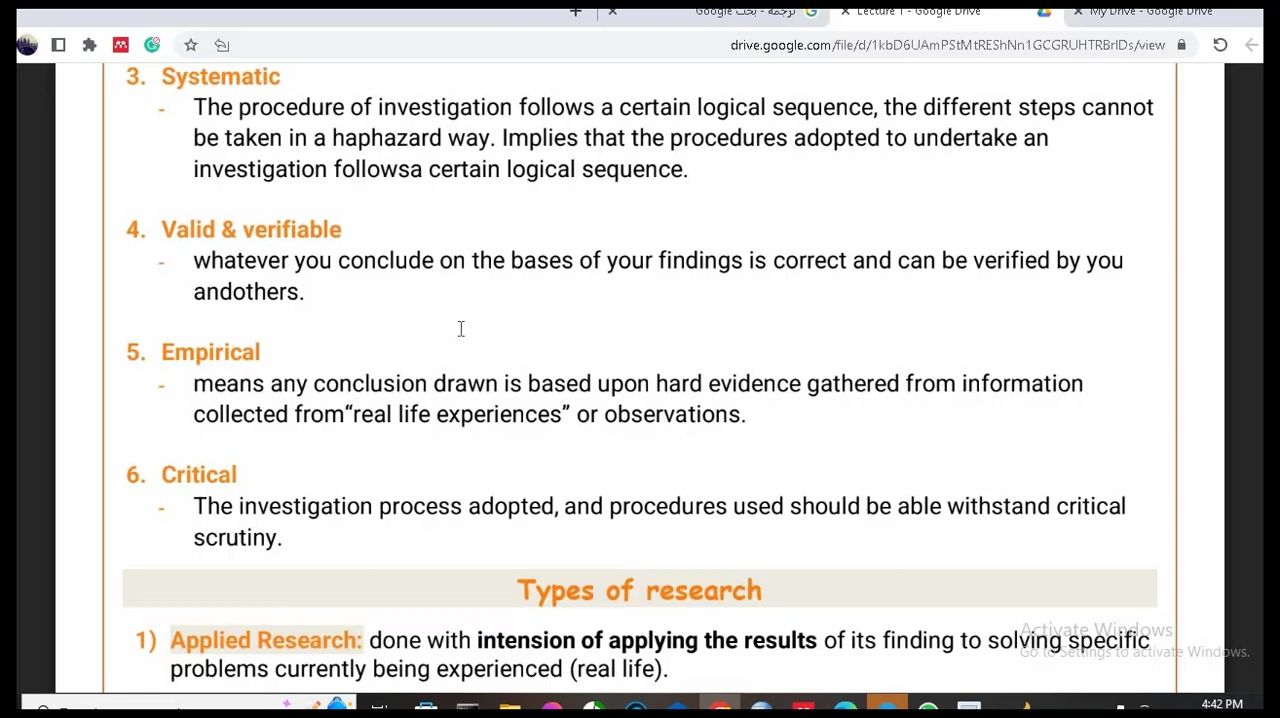 ترجمة - بحث Google
Lecture 1 - Google Drive
My Drive - Google Drive
drive.google.com/file/d/1kbD6UAmPStMtREShNn1GCGRUHTRBrIDs/view
3. Systematic
- The procedure of investigation follows a certain logical sequence, the different steps cannot
be taken in a haphazard way. Implies that the procedures adopted to undertake an
investigation followsa certain logical sequence.
4. Valid & verifiable
- whatever you conclude on the bases of your findings is correct and can be verified by you
andothers.
5. Empirical
- means any conclusion drawn is based upon hard evidence gathered from information
collected from“real life experiences” or observations.
6. Critical
- The investigation process adopted, and procedures used should be able withstand critical
scrutiny.
Types of research
1) Applied Research: done with intension of applying the results of its finding to solving specific
problems currently being experienced (real life).
Activate Windows
Go to Settings to activate Windows.
4:42 PM